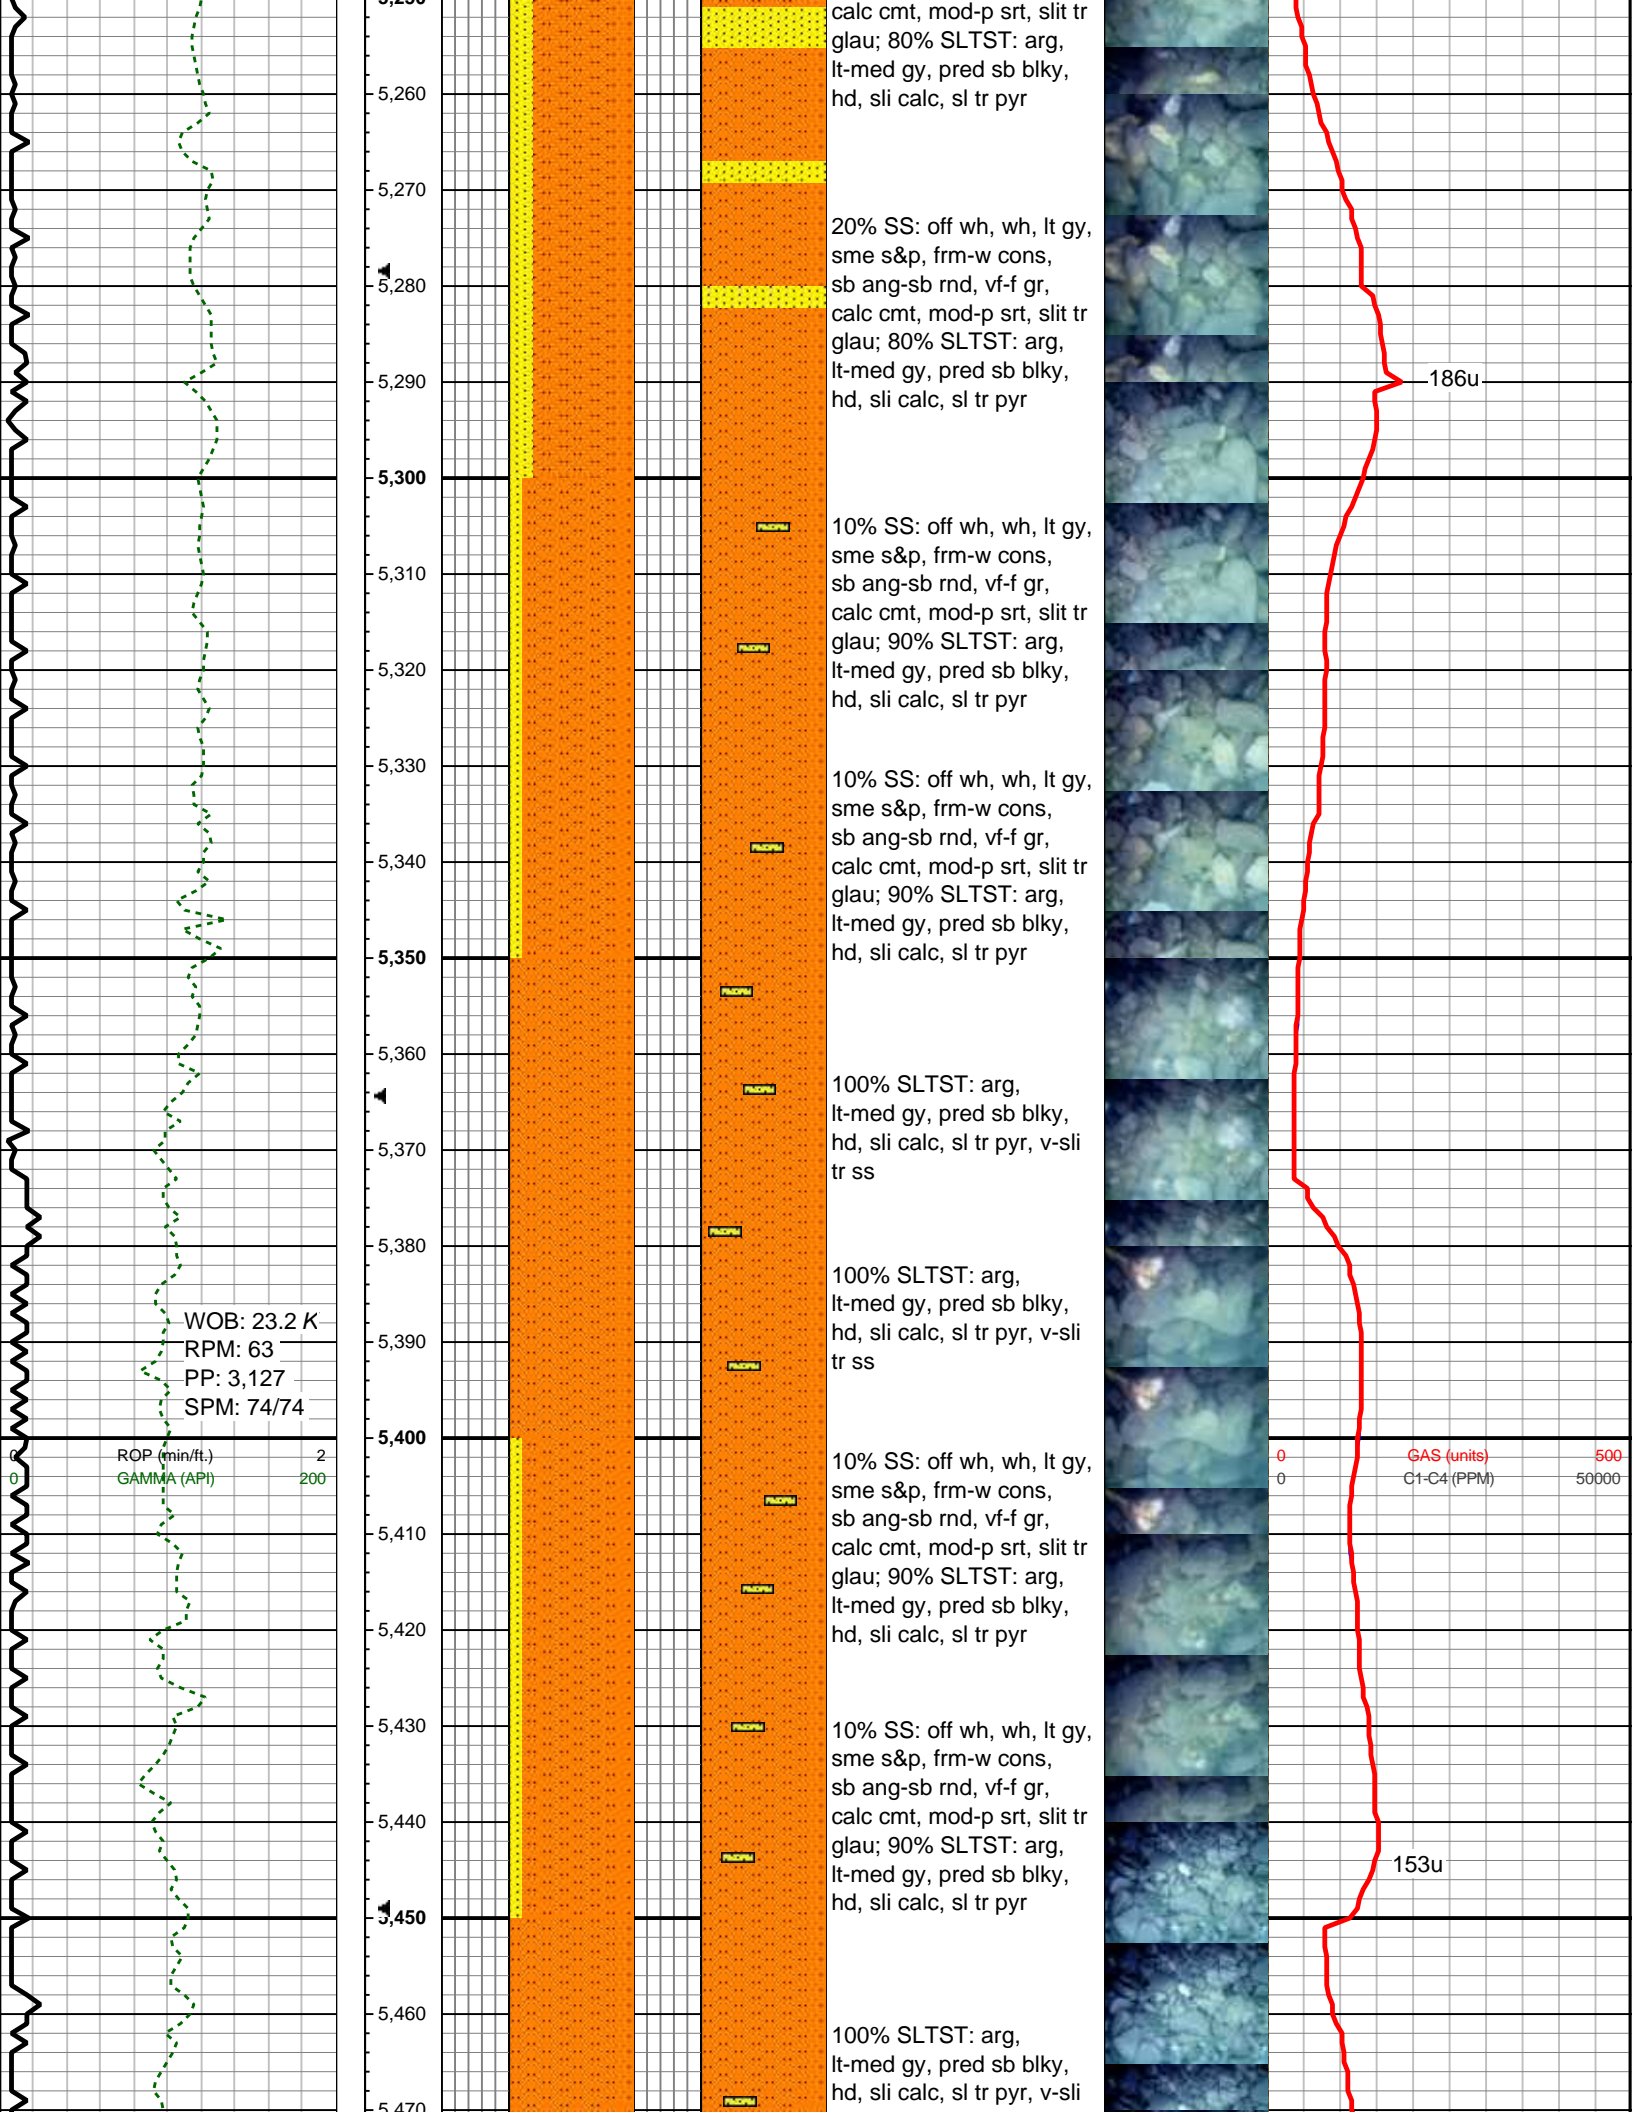 5,250
calc cmt, mod-p srt, slit tr
glau; 80% SLTST: arg,
lt-med gy, pred sb blky,
hd, sli calc, sl tr pyr
5,260
5,270
20% SS: off wh, wh, lt gy,
sme s&p, frm-w cons,
sb ang-sb rnd, vf-f gr,
calc cmt, mod-p srt, slit tr
glau; 80% SLTST: arg,
lt-med gy, pred sb blky,
hd, sli calc, sl tr pyr
5,280
5,290
186u
5,300
10% SS: off wh, wh, lt gy,
sme s&p, frm-w cons,
sb ang-sb rnd, vf-f gr,
calc cmt, mod-p srt, slit tr
glau; 90% SLTST: arg,
lt-med gy, pred sb blky,
hd, sli calc, sl tr pyr
5,310
5,320
5,330
10% SS: off wh, wh, lt gy,
sme s&p, frm-w cons,
sb ang-sb rnd, vf-f gr,
calc cmt, mod-p srt, slit tr
glau; 90% SLTST: arg,
lt-med gy, pred sb blky,
hd, sli calc, sl tr pyr
5,340
5,350
5,360
100% SLTST: arg,
lt-med gy, pred sb blky,
hd, sli calc, sl tr pyr, v-sli
tr ss
5,370
5,380
100% SLTST: arg,
lt-med gy, pred sb blky,
hd, sli calc, sl tr pyr, v-sli
tr ss
WOB: 23.2 K
RPM: 63
PP: 3,127
SPM: 74/74
5,390
5,400
0 ROP (min/ft.) 2
0 GAMMA (API) 200
0 GAS (units) 500
0 C1-C4 (PPM) 50000
10% SS: off wh, wh, lt gy,
sme s&p, frm-w cons,
sb ang-sb rnd, vf-f gr,
calc cmt, mod-p srt, slit tr
glau; 90% SLTST: arg,
lt-med gy, pred sb blky,
hd, sli calc, sl tr pyr
5,410
5,420
5,430
10% SS: off wh, wh, lt gy,
sme s&p, frm-w cons,
sb ang-sb rnd, vf-f gr,
calc cmt, mod-p srt, slit tr
glau; 90% SLTST: arg,
lt-med gy, pred sb blky,
hd, sli calc, sl tr pyr
5,440
153u
5,450
5,460
100% SLTST: arg,
lt-med gy, pred sb blky,
hd, sli calc, sl tr pyr, v-sli
5,470